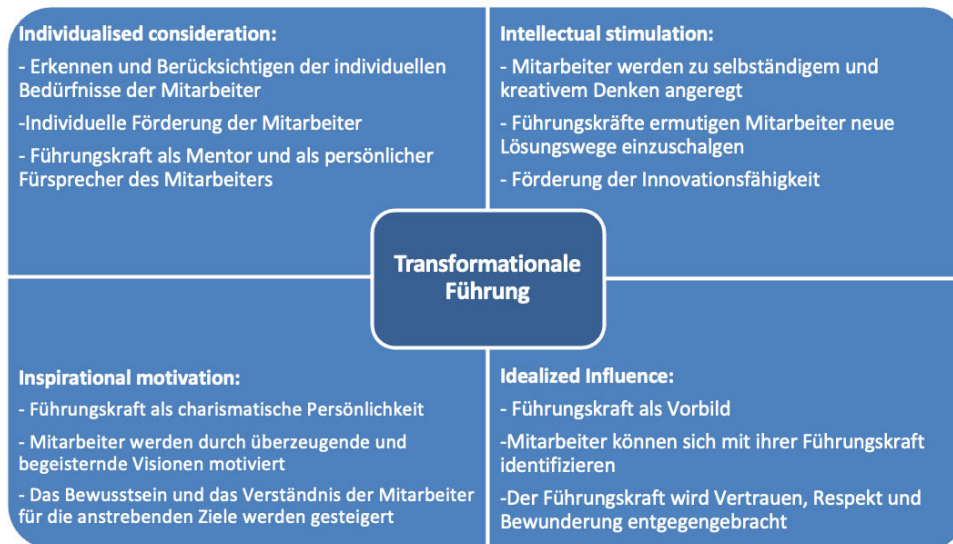 Individualised consideration:
- Erkennen und Berücksichtigen der individuellen
Bedürfnisse der Mitarbeiter
-Individuelle Förderung der Mitarbeiter
- Führungskraft als Mentor und als persönlicher
Fürsprecher des Mitarbeiters
Intellectual stimulation:
- Mitarbeiter werden zu selbständigem und
kreativem Denken angeregt
- Führungskräfte ermutigen Mitarbeiter neue
Lösungswege einzuschalgen
- Förderung der Innovationsfähigkeit
Transformationale
Führung
Inspirational motivation:
- Führungskraft als charismatische Persönlichkeit
- Mitarbeiter werden durch überzeugende und
begeisternde Visionen motiviert
- Das Bewusstsein und das Verständnis der Mitarbeiter
für die anstrebenden Ziele werden gesteigert
Idealized Influence:
- Führungskraft als Vorbild
-Mitarbeiter können sich mit ihrer Führungskraft
identifizieren
-Der Führungskraft wird Vertrauen, Respekt und
Bewunderung entgegengebracht